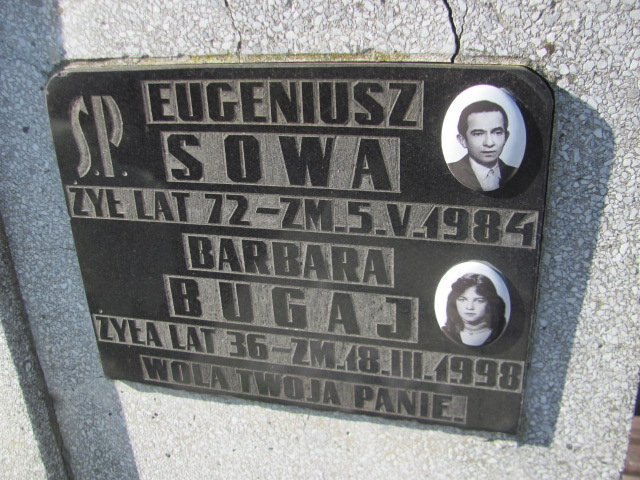 Ś.P.
EUGENIUSZ
SOWA
ŻYŁ LAT 72 – ZM. 5.V.1984
BARBARA
BUGAJ
ŻYŁA LAT 36 – ZM. 18.III.1998
WOLA TWOJA PANIE.